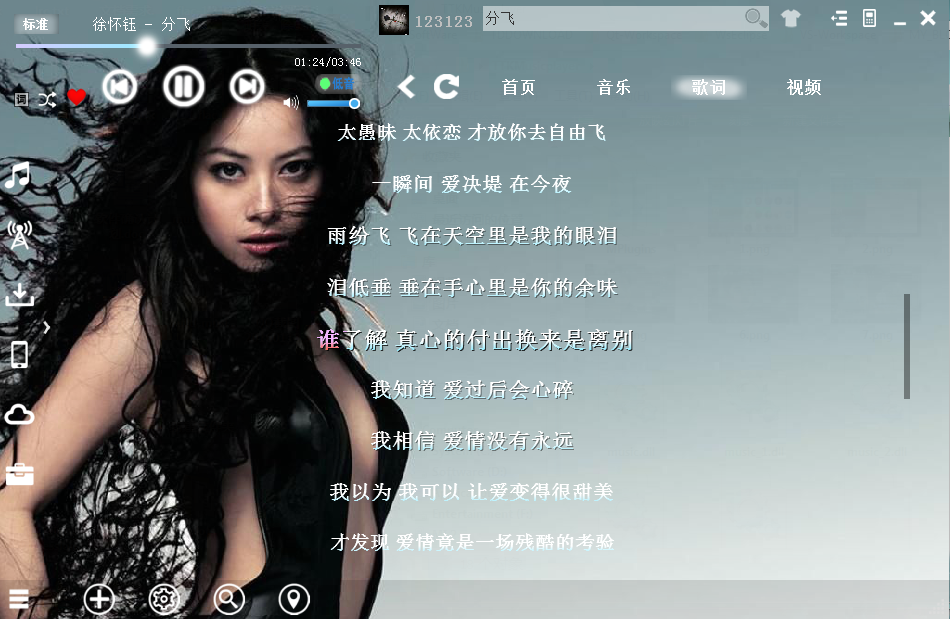 标准
徐怀钰 - 分飞
123123
分飞
01:24/03:46
低音
词
首页 音乐 歌词 视频
太愚昧 太依恋 才放你去自由飞
一瞬间 爱决堤 在今夜
雨纷飞 飞在天空里是我的眼泪
泪低垂 垂在手心里是你的余味
谁了解 真心的付出换来是离别
我知道 爱过后会心碎
我相信 爱情没有永远
我以为 我可以 让爱变得很甜美
才发现 爱情竟是一场残酷的考验